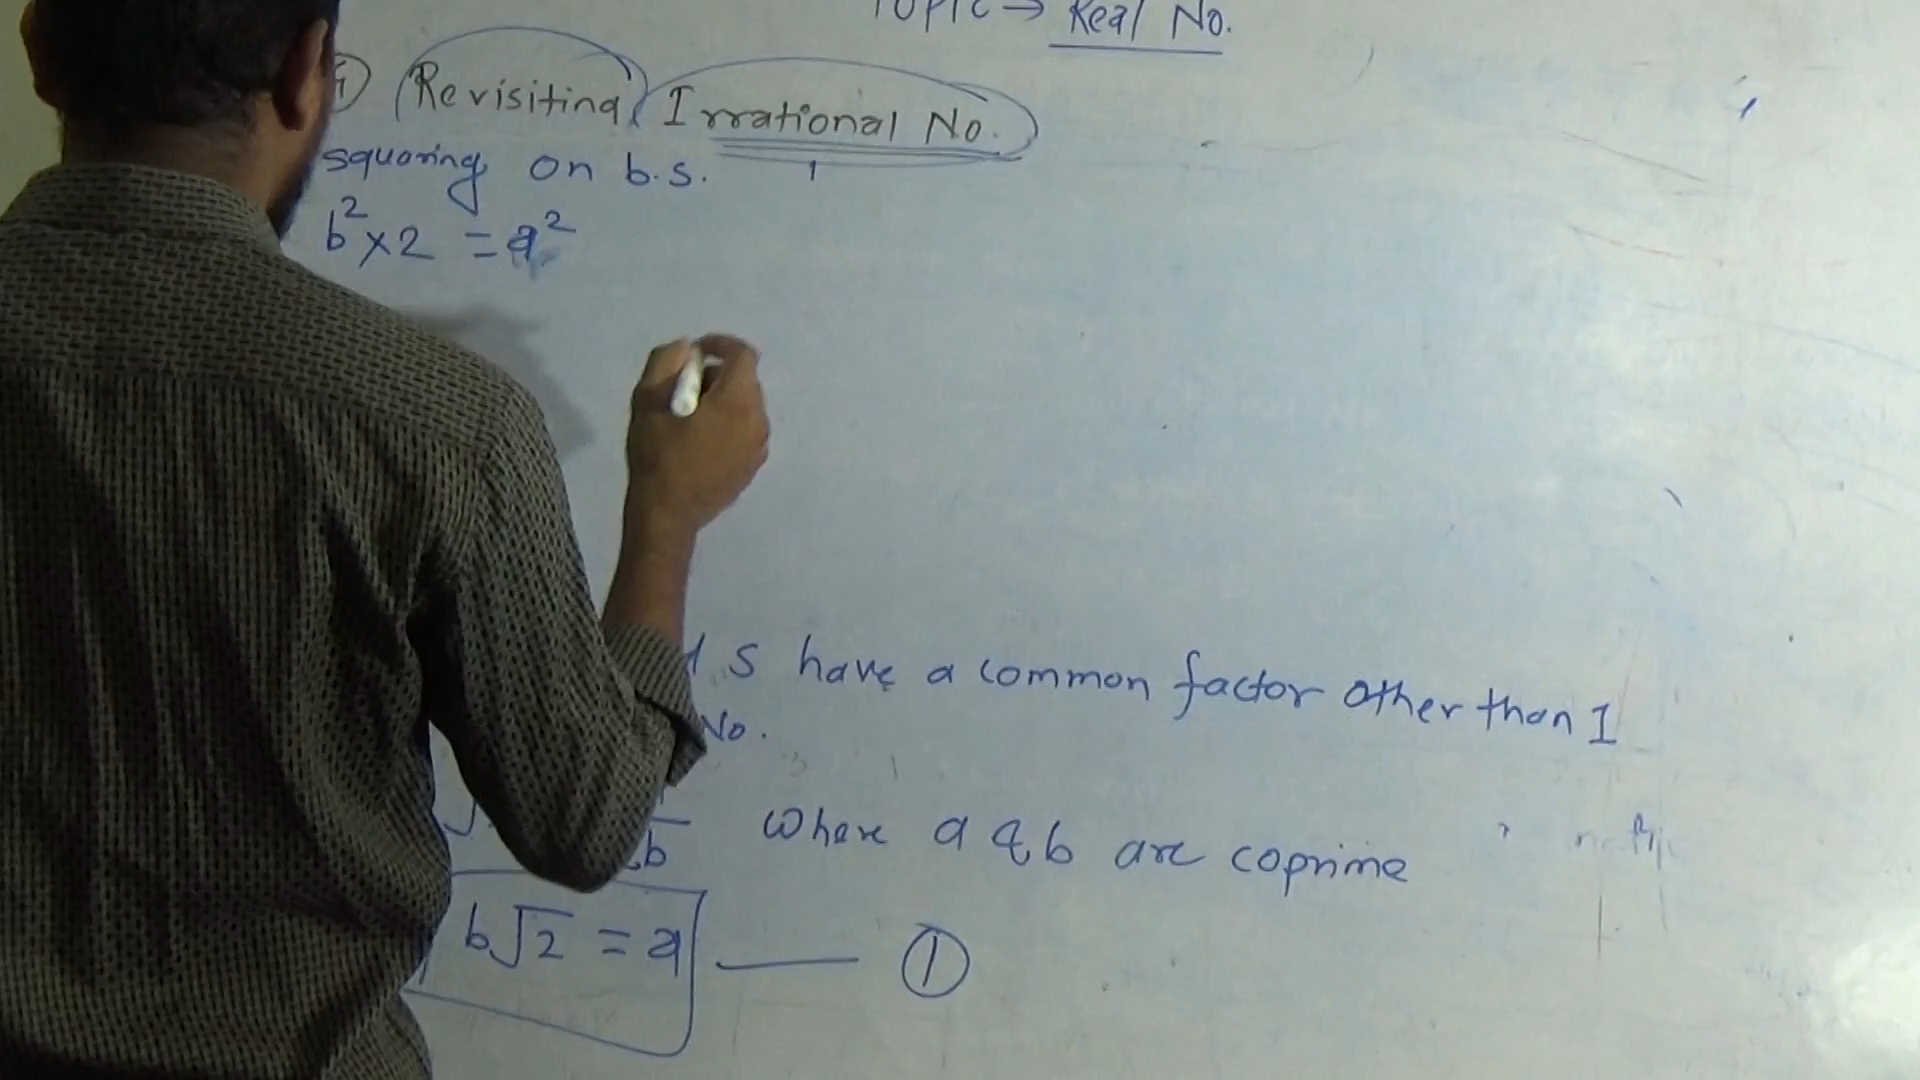 Topic → Real No.
Revisiting Irrational No.
squaring on b.s.
b² × 2 = a²
s have a common factor other than 1
No.
b where a & b are coprime
b√2 = a —— ①